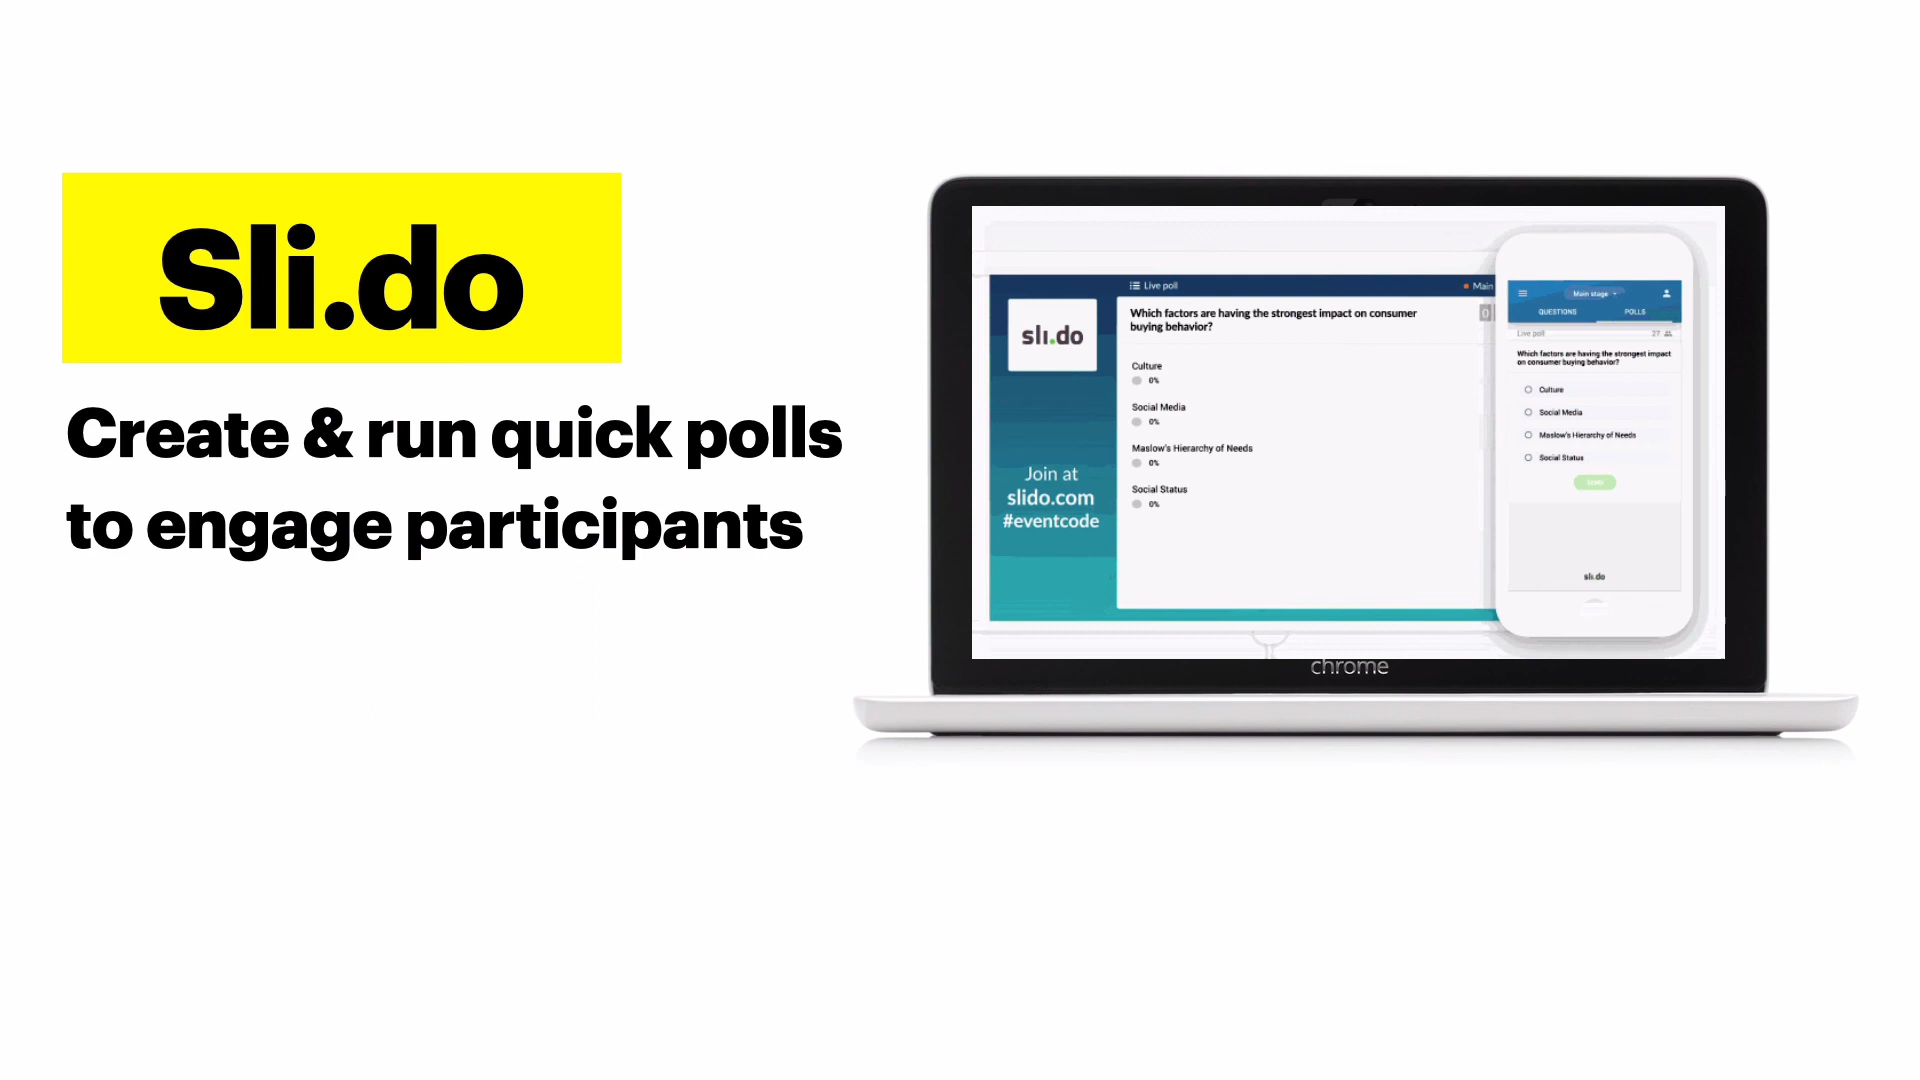 Sli.do
Create & run quick polls
to engage participants
sli.do
Join at
slido.com
#eventcode
Live poll
Main
Which factors are having the strongest impact on consumer
buying behavior?
0
Culture
0%
Social Media
0%
Maslow's Hierarchy of Needs
0%
Social Status
0%
Main stage
QUESTIONS POLLS
Live poll 27
Which factors are having the strongest impact
on consumer buying behavior?
Culture
Social Media
Maslow's Hierarchy of Needs
Social Status
sli.do
chrome